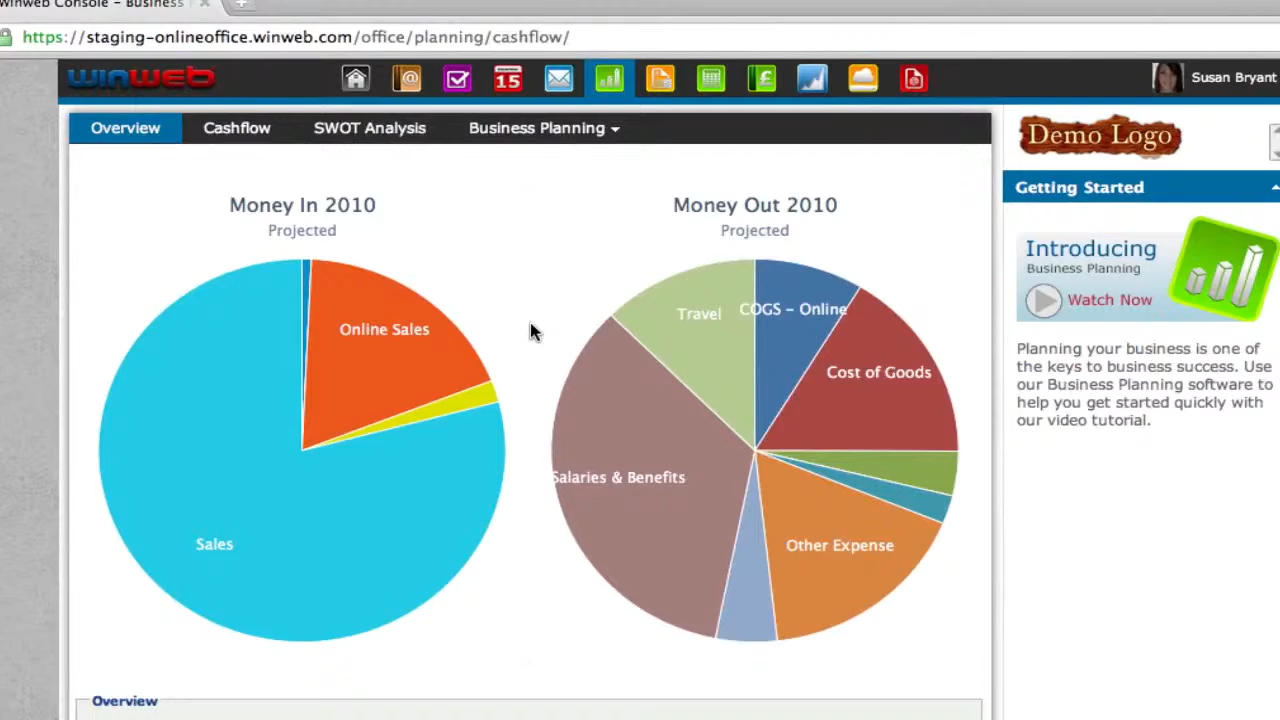 Winweb Console – Business
https://staging-onlineoffice.winweb.com/office/planning/cashflow/
winweb
15
Susan Bryant
Overview
Cashflow
SWOT Analysis
Business Planning
Demo Logo
Getting Started
Money In 2010
Projected
Money Out 2010
Projected
Introducing
Business Planning
Watch Now
Online Sales
Sales
Travel
COGS – Online
Cost of Goods
Salaries & Benefits
Other Expense
Planning your business is one of
the keys to business success. Use
our Business Planning software to
help you get started quickly with
our video tutorial.
Overview